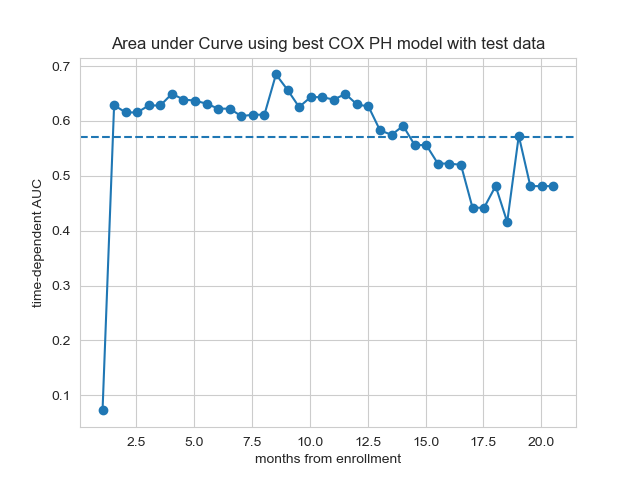 Area under Curve using best COX PH model with test data
0.7
0.6
0.5
0.4
0.3
0.2
0.1
time-dependent AUC
2.5 5.0 7.5 10.0 12.5 15.0 17.5 20.0
months from enrollment